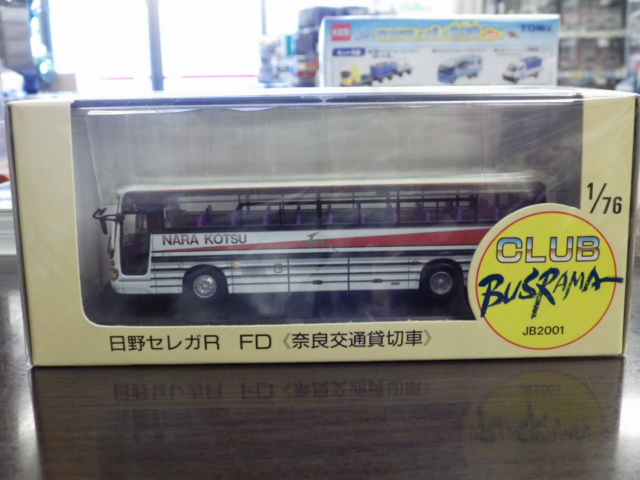 TOMY
NARA KOTSU
1/76
CLUB
BUSRAMA
JB2001
日野セレガR FD《奈良交通貸切車》